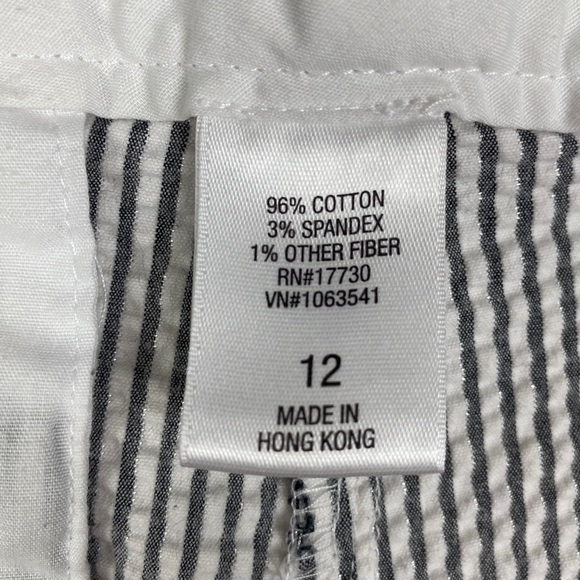 96% COTTON
3% SPANDEX
1% OTHER FIBER
RN#17730
VN#1063541
12
MADE IN
HONG KONG